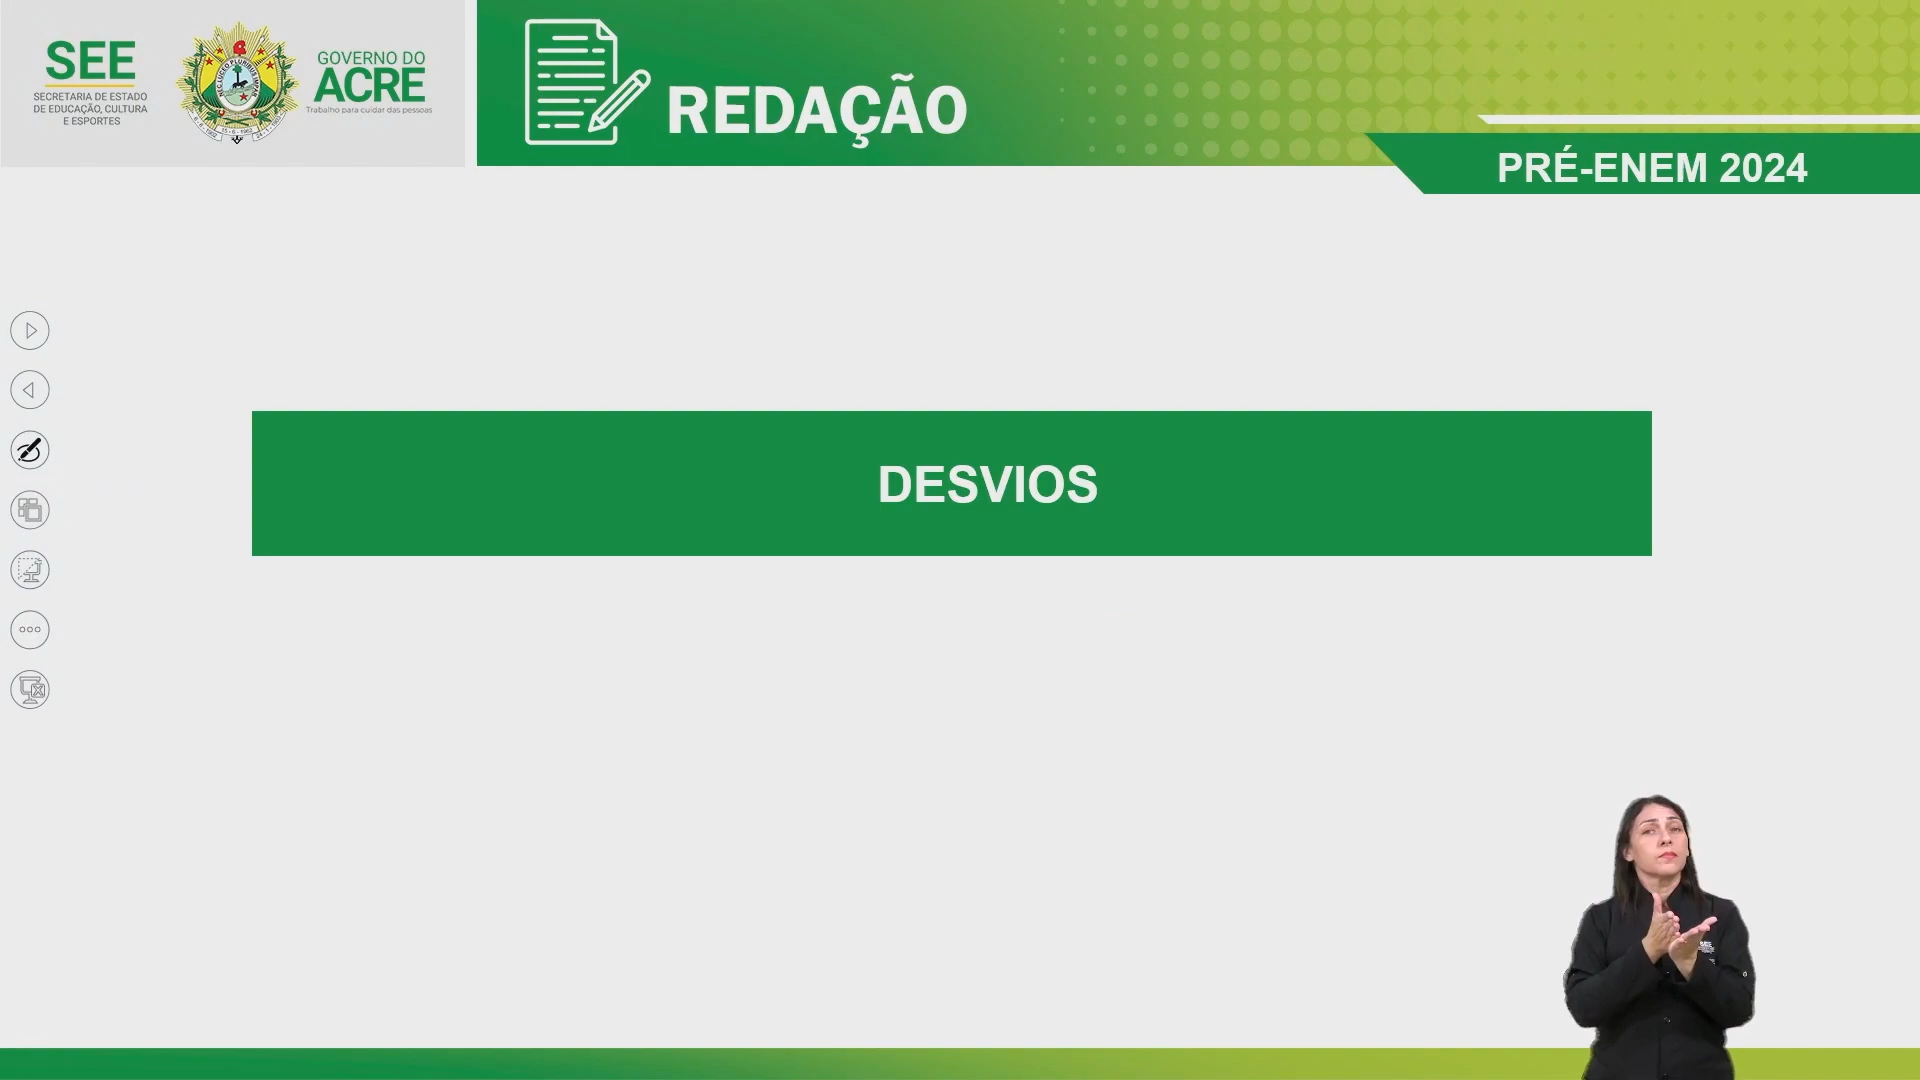 SEE
SECRETARIA DE ESTADO
DE EDUCAÇÃO, CULTURA
E ESPORTES
GOVERNO DO
ACRE
Trabalho para cuidar das pessoas
REDAÇÃO
PRÉ-ENEM 2024
DESVIOS
SEE